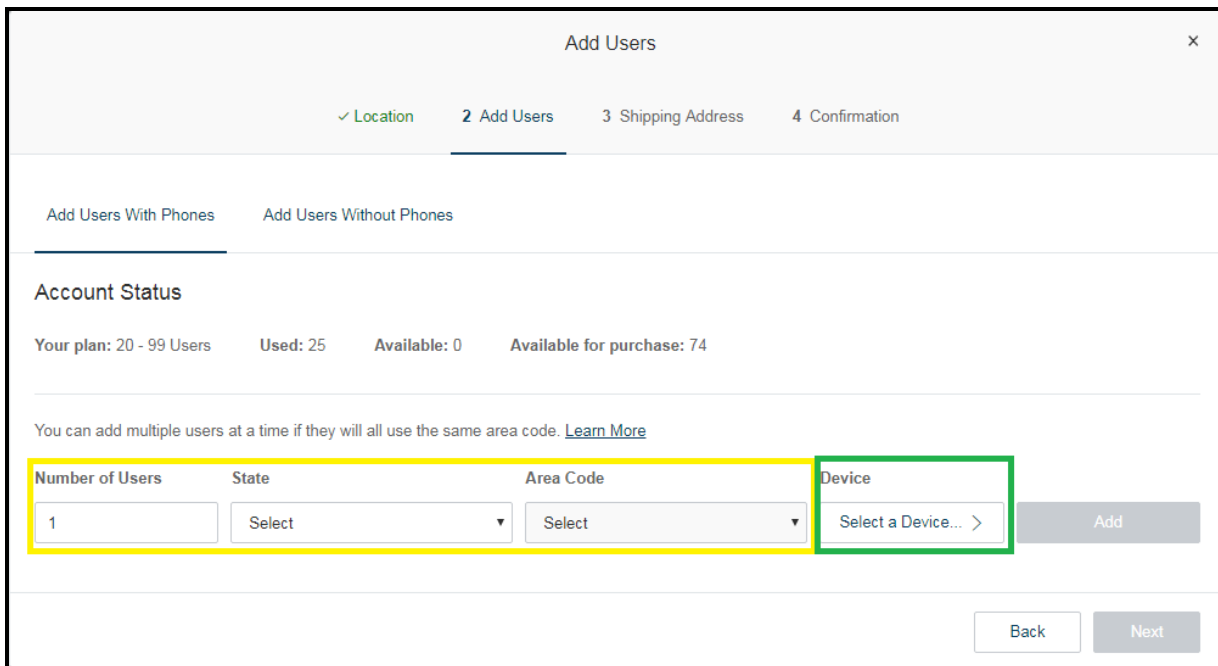 Add Users ×
✓ Location 2 Add Users 3 Shipping Address 4 Confirmation
Add Users With Phones Add Users Without Phones
Account Status
Your plan: 20 - 99 Users Used: 25 Available: 0 Available for purchase: 74
You can add multiple users at a time if they will all use the same area code. Learn More
Number of Users State Area Code Device
1 Select Select Select a Device... > Add
Back Next